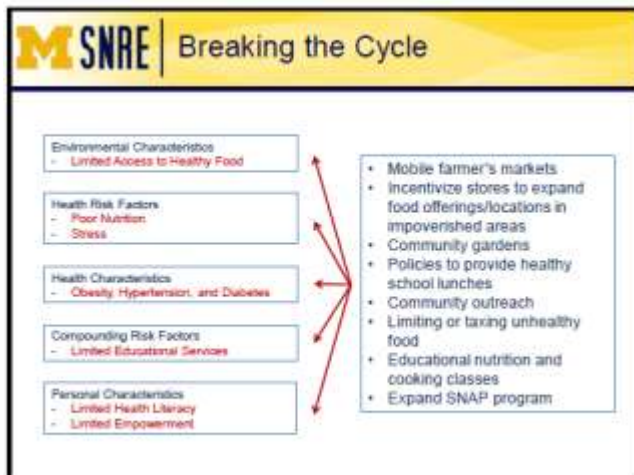 M SNRE
Breaking the Cycle
Environmental Characteristics
- Limited Access to Healthy Food
Health Risk Factors
- Poor Nutrition
- Stress
Health Characteristics
- Obesity, Hypertension, and Diabetes
Compounding Risk Factors
- Limited Educational Services
Personal Characteristics
- Limited Health Literacy
- Limited Empowerment
• Mobile farmer's markets
• Incentivize stores to expand
food offerings/locations in
impoverished areas
• Community gardens
• Policies to provide healthy
school lunches
• Community outreach
• Limiting or taxing unhealthy
food
• Educational nutrition and
cooking classes
• Expand SNAP program